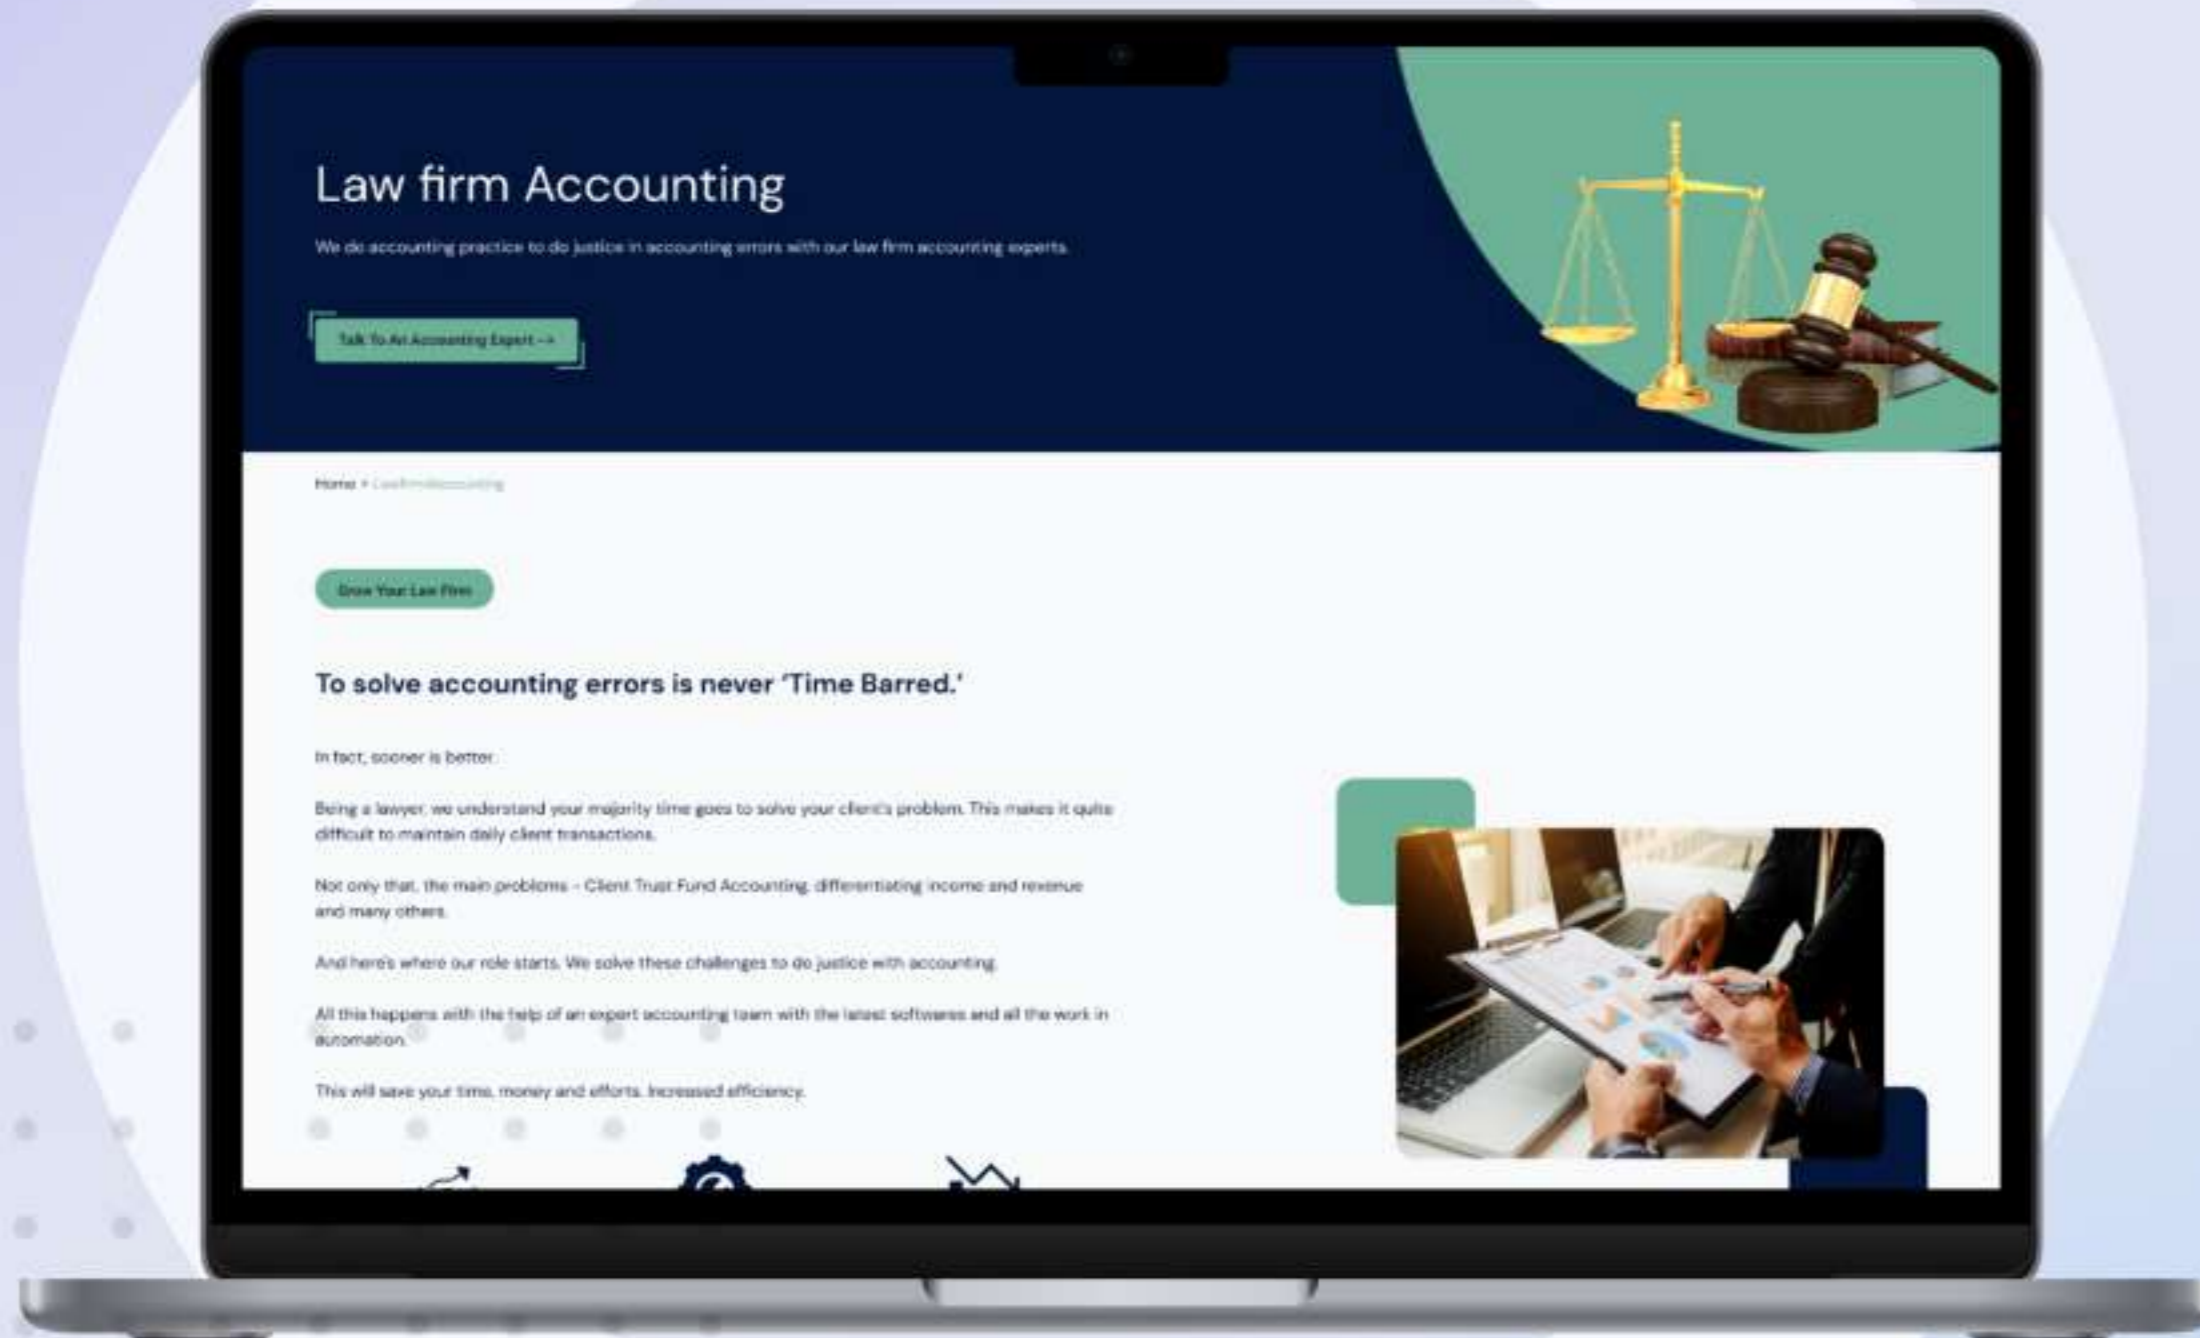 Law firm Accounting
We do accounting practice to do justice in accounting errors with our law firm accounting experts.
Talk To An Accounting Expert -->
Home »
Grow Your Law Firm
To solve accounting errors is never ‘Time Barred.‘
In fact, sooner is better.
Being a lawyer, we understand your majority time goes to solve your client's problem. This makes it quite
difficult to maintain daily client transactions.
Not only that, the main problems - Client Trust Fund Accounting, differentiating income and revenue
and many others.
And here's where our role starts. We solve these challenges to do justice with accounting.
All this happens with the help of an expert accounting team with the latest softwares and all the work in
automation.
This will save your time, money and efforts. Increased efficiency.